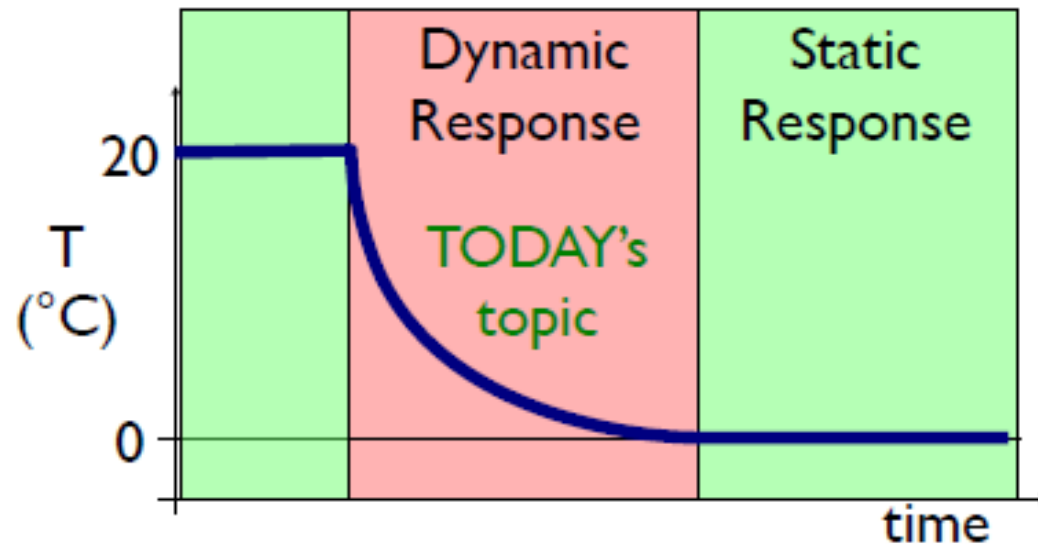 Dynamic
Response
Static
Response
20
T
(°C)
TODAY's
topic
0
time